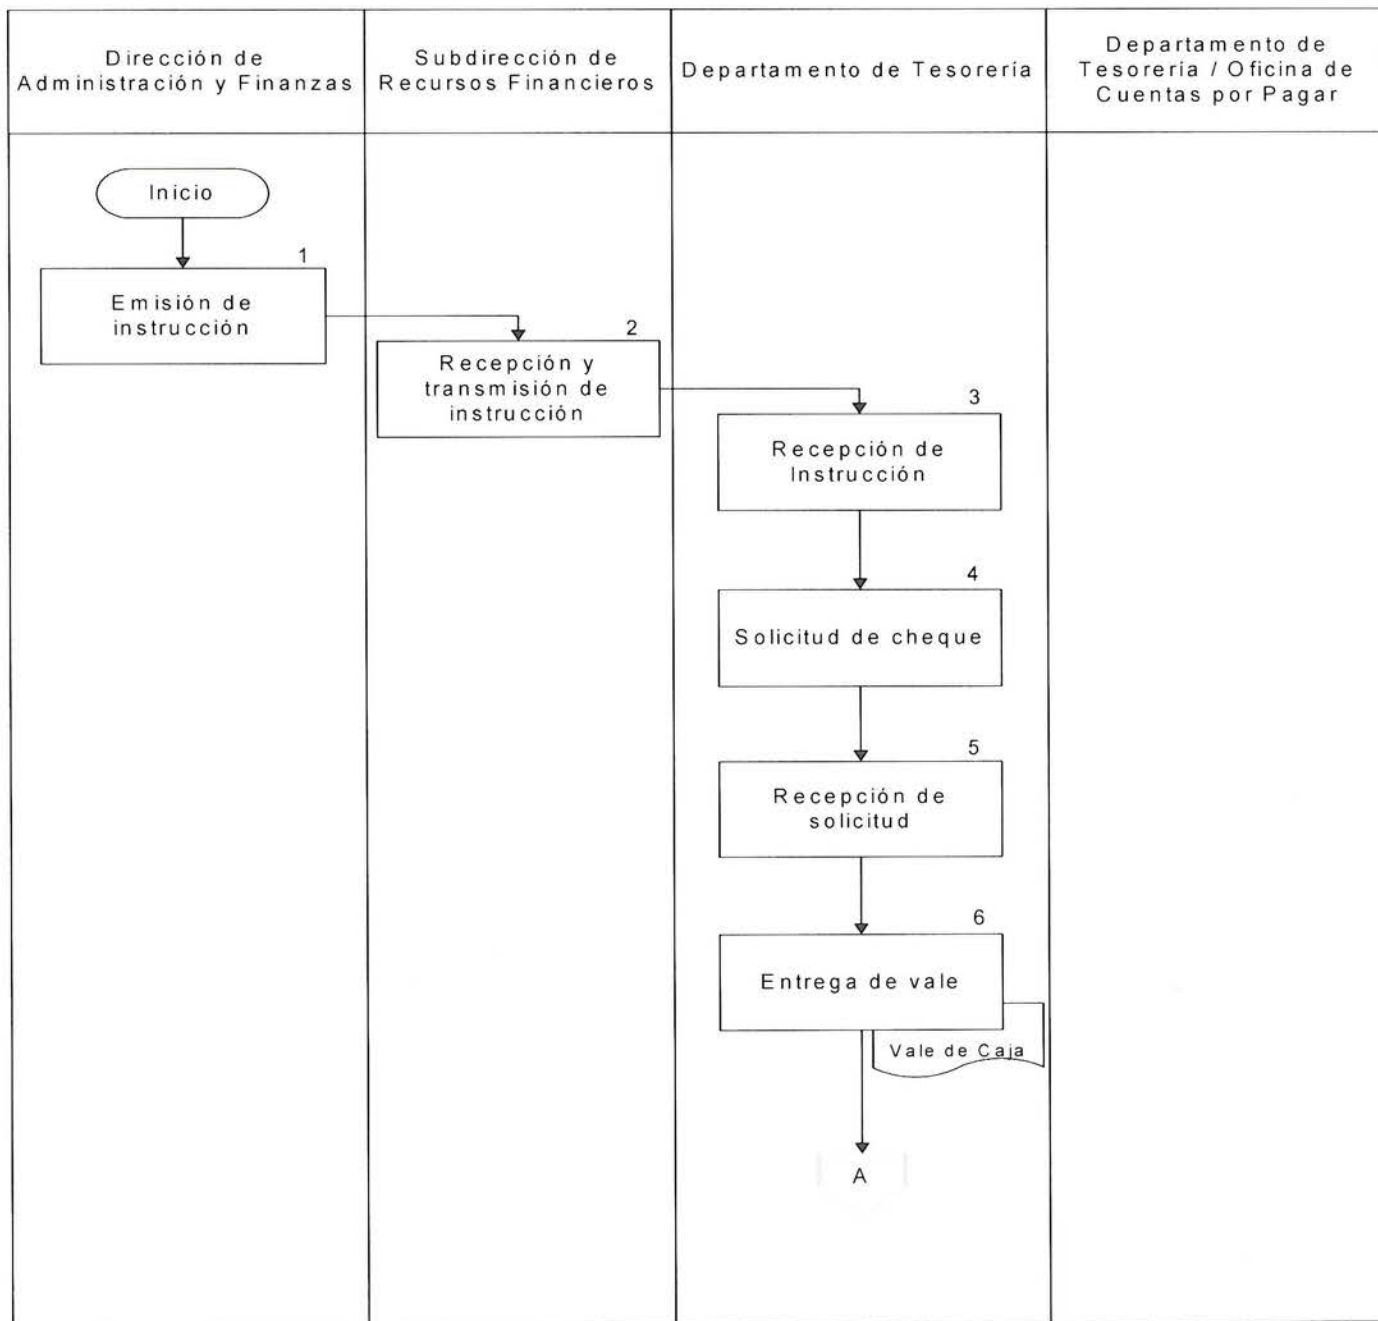 Dirección de
Administración y Finanzas
Subdirección de
Recursos Financieros
Departamento de Tesorería
Departamento de
Tesorería / Oficina de
Cuentas por Pagar
Inicio
1
Emisión de
instrucción
2
Recepción y
transmisión de
instrucción
3
Recepción de
Instrucción
4
Solicitud de cheque
5
Recepción de
solicitud
6
Entrega de vale
Vale de Caja
A